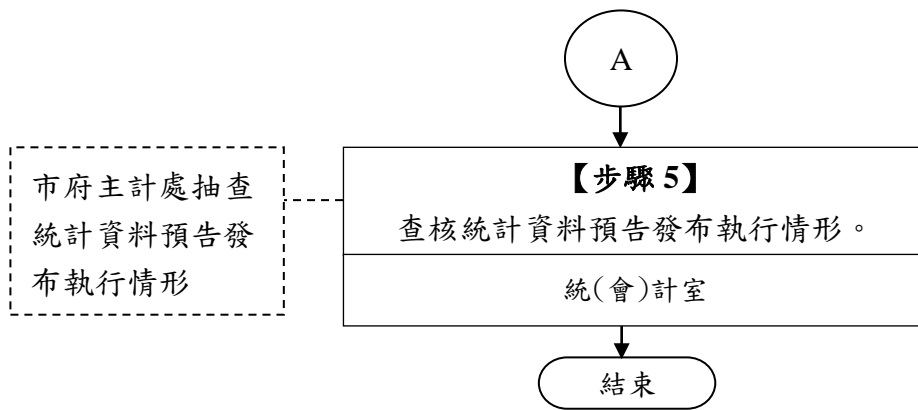 A
市府主計處抽查
統計資料預告發
布執行情形
【步驟 5】
查核統計資料預告發布執行情形。
統(會)計室
結束